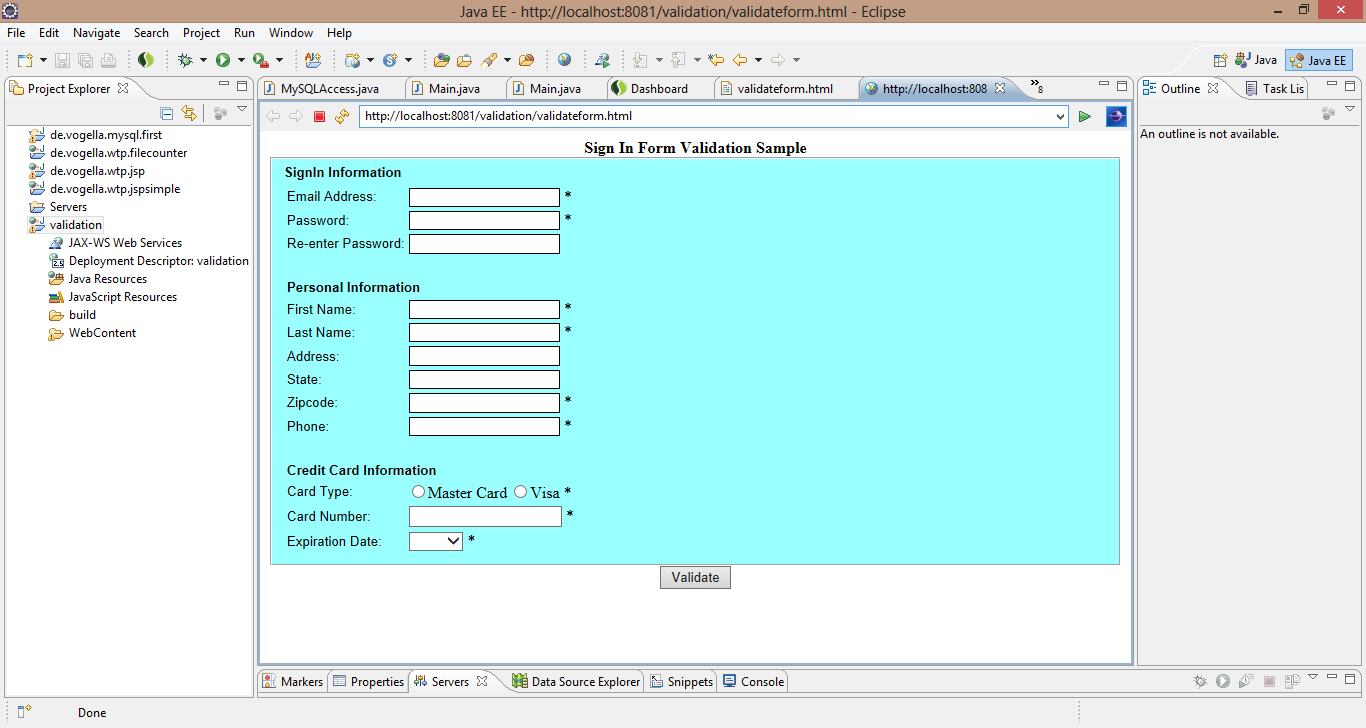 Java EE - http://localhost:8081/validation/validateform.html - Eclipse
File Edit Navigate Search Project Run Window Help
Java Java EE
Project Explorer
MySQLAccess.java Main.java Main.java Dashboard validateform.html http://localhost:808 »8
Outline Task Lis
http://localhost:8081/validation/validateform.html
An outline is not available.
de.vogella.mysql.first
de.vogella.wtp.filecounter
de.vogella.wtp.jsp
de.vogella.wtp.jspsimple
Servers
validation
JAX-WS Web Services
Deployment Descriptor: validation
Java Resources
JavaScript Resources
build
WebContent
Sign In Form Validation Sample
SignIn Information
Email Address: *
Password: *
Re-enter Password:
Personal Information
First Name: *
Last Name: *
Address:
State:
Zipcode: *
Phone: *
Credit Card Information
Card Type: Master Card Visa *
Card Number: *
Expiration Date: *
Validate
Markers Properties Servers Data Source Explorer Snippets Console
Done